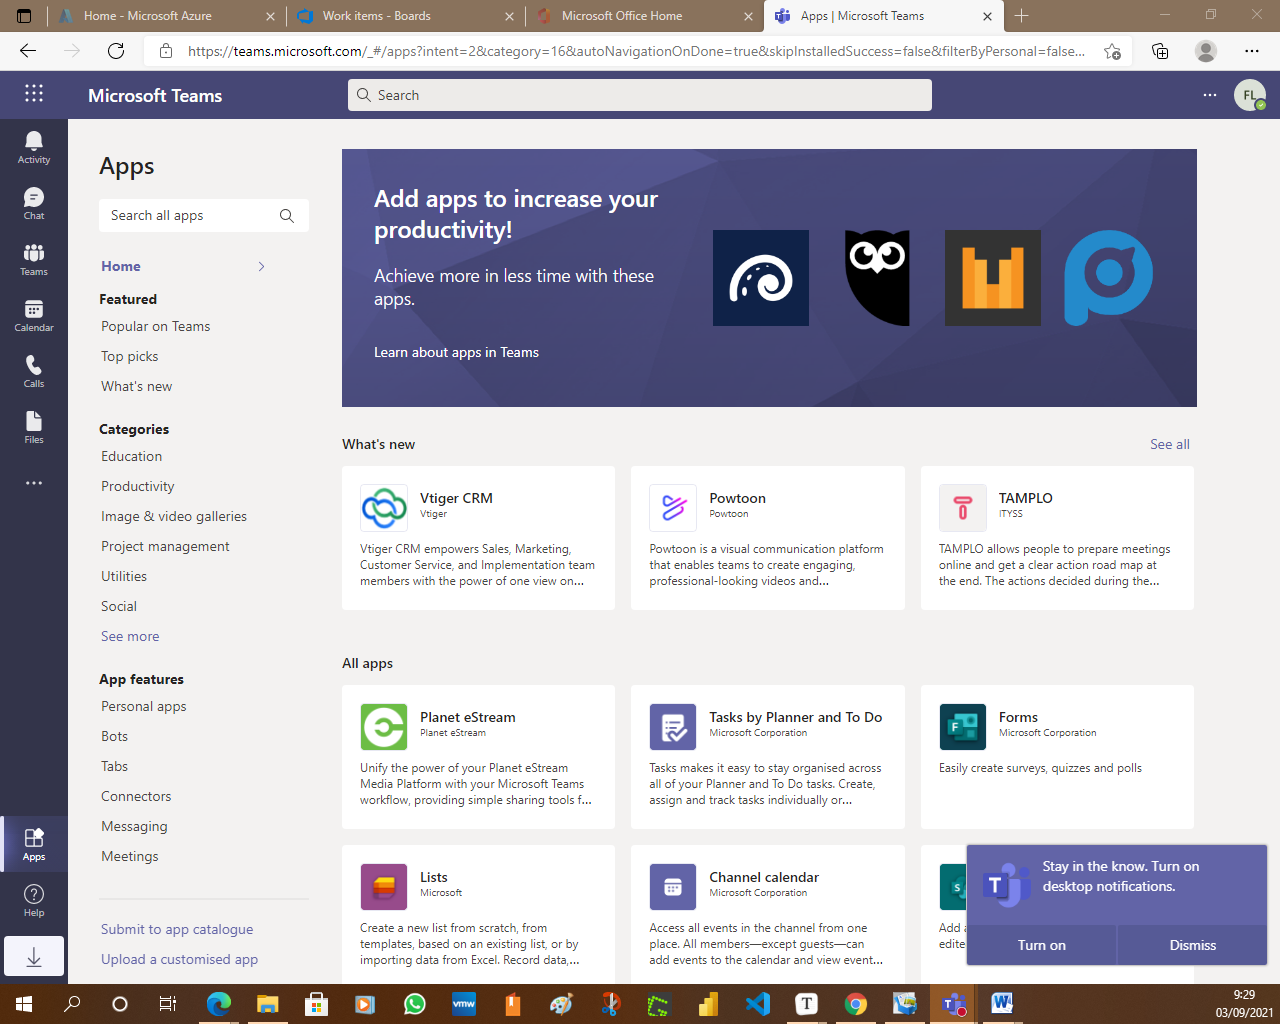 Home - Microsoft Azure
Work items - Boards
Microsoft Office Home
Apps | Microsoft Teams
https://teams.microsoft.com/_#/apps?intent=2&category=16&autoNavigationOnDone=true&skipInstalledSuccess=false&filterByPersonal=false...
Microsoft Teams
Search
FL
Activity
Chat
Teams
Calendar
Calls
Files
Apps
Help
Apps
Search all apps
Home
Featured
Popular on Teams
Top picks
What's new
Categories
Education
Productivity
Image & video galleries
Project management
Utilities
Social
See more
App features
Personal apps
Bots
Tabs
Connectors
Messaging
Meetings
Submit to app catalogue
Upload a customised app
Add apps to increase your
productivity!
Achieve more in less time with these
apps.
Learn about apps in Teams
What's new
See all
Vtiger CRM
Vtiger
Vtiger CRM empowers Sales, Marketing,
Customer Service, and Implementation team
members with the power of one view on...
Powtoon
Powtoon
Powtoon is a visual communication platform
that enables teams to create engaging,
professional-looking videos and...
TAMPLO
ITYSS
TAMPLO allows people to prepare meetings
online and get a clear action road map at
the end. The actions decided during the...
All apps
Planet eStream
Planet eStream
Unify the power of your Planet eStream
Media Platform with your Microsoft Teams
workflow, providing simple sharing tools f...
Tasks by Planner and To Do
Microsoft Corporation
Tasks makes it easy to stay organised across
all of your Planner and To Do tasks. Create,
assign and track tasks individually or...
Forms
Microsoft Corporation
Easily create surveys, quizzes and polls
Lists
Microsoft
Create a new list from scratch, from
templates, based on an existing list, or by
importing data from Excel. Record data,...
Channel calendar
Microsoft Corporation
Access all events in the channel from one
place. All members—except guests—can
add events to the calendar and view event...
Add
edite
Stay in the know. Turn on
desktop notifications.
Turn on
Dismiss
vmw
9:29
03/09/2021